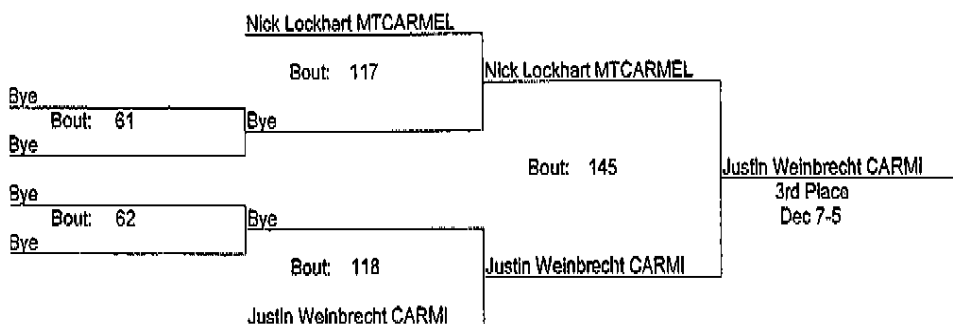 Nick Lockhart MTCARMEL
Bout: 117
Nick Lockhart MTCARMEL
Bye
Bout: 61
Bye
Bye
Bout: 145
Justin Weinbrecht CARMI
3rd Place
Dec 7-5
Bye
Bout: 62
Bye
Bye
Bout: 118
Justin Weinbrecht CARMI
Justin Weinbrecht CARMI